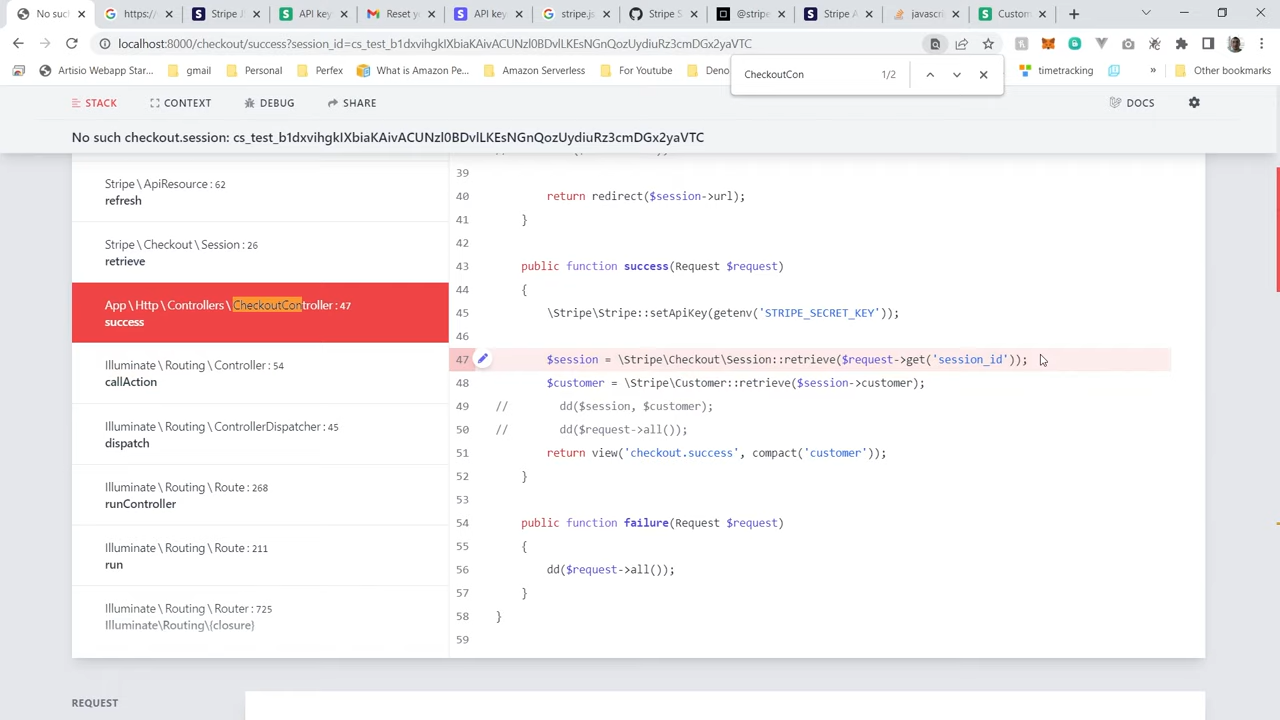 No such
https://
Stripe J
API key
Reset y
API key
stripe.js
Stripe S
@stripe
Stripe A
javascri
Custom
localhost:8000/checkout/success?session_id=cs_test_b1dxvihgkIXbiaKAivACUNzl0BDvlLKEsNGnQozUydiuRz3cmDGx2yaVTC
Artisio Warp Board-Star...
gmail
Personal
Perfex
What is Amazon Pe...
Amazon Serverless
For Youtube
Deno
timetracking
»
Other bookmarks
CheckoutCon 1/2
STACK
CONTEXT
DEBUG
SHARE
DOCS
No such checkout.session: cs_test_b1dxvihgkIXbiaKAivACUNzl0BDvlLKEsNGnQozUydiuRz3cmDGx2yaVTC
Stripe \ ApiResource : 62
refresh
Stripe \ Checkout \ Session : 26
retrieve
App \ Http \ Controllers \ CheckoutController : 47
success
Illuminate \ Routing \ Controller : 54
callAction
Illuminate \ Routing \ ControllerDispatcher : 45
dispatch
Illuminate \ Routing \ Route : 268
runController
Illuminate \ Routing \ Route : 211
run
Illuminate \ Routing \ Router : 725
Illuminate\Routing\{closure}
39
40 return redirect($session->url);
41 }
42
43 public function success(Request $request)
44 {
45 \Stripe\Stripe::setApiKey(getenv('STRIPE_SECRET_KEY'));
46
47 $session = \Stripe\Checkout\Session::retrieve($request->get('session_id'));
48 $customer = \Stripe\Customer::retrieve($session->customer);
49 // dd($session, $customer);
50 // dd($request->all());
51 return view('checkout.success', compact('customer'));
52 }
53
54 public function failure(Request $request)
55 {
56 dd($request->all());
57 }
58 }
59
REQUEST